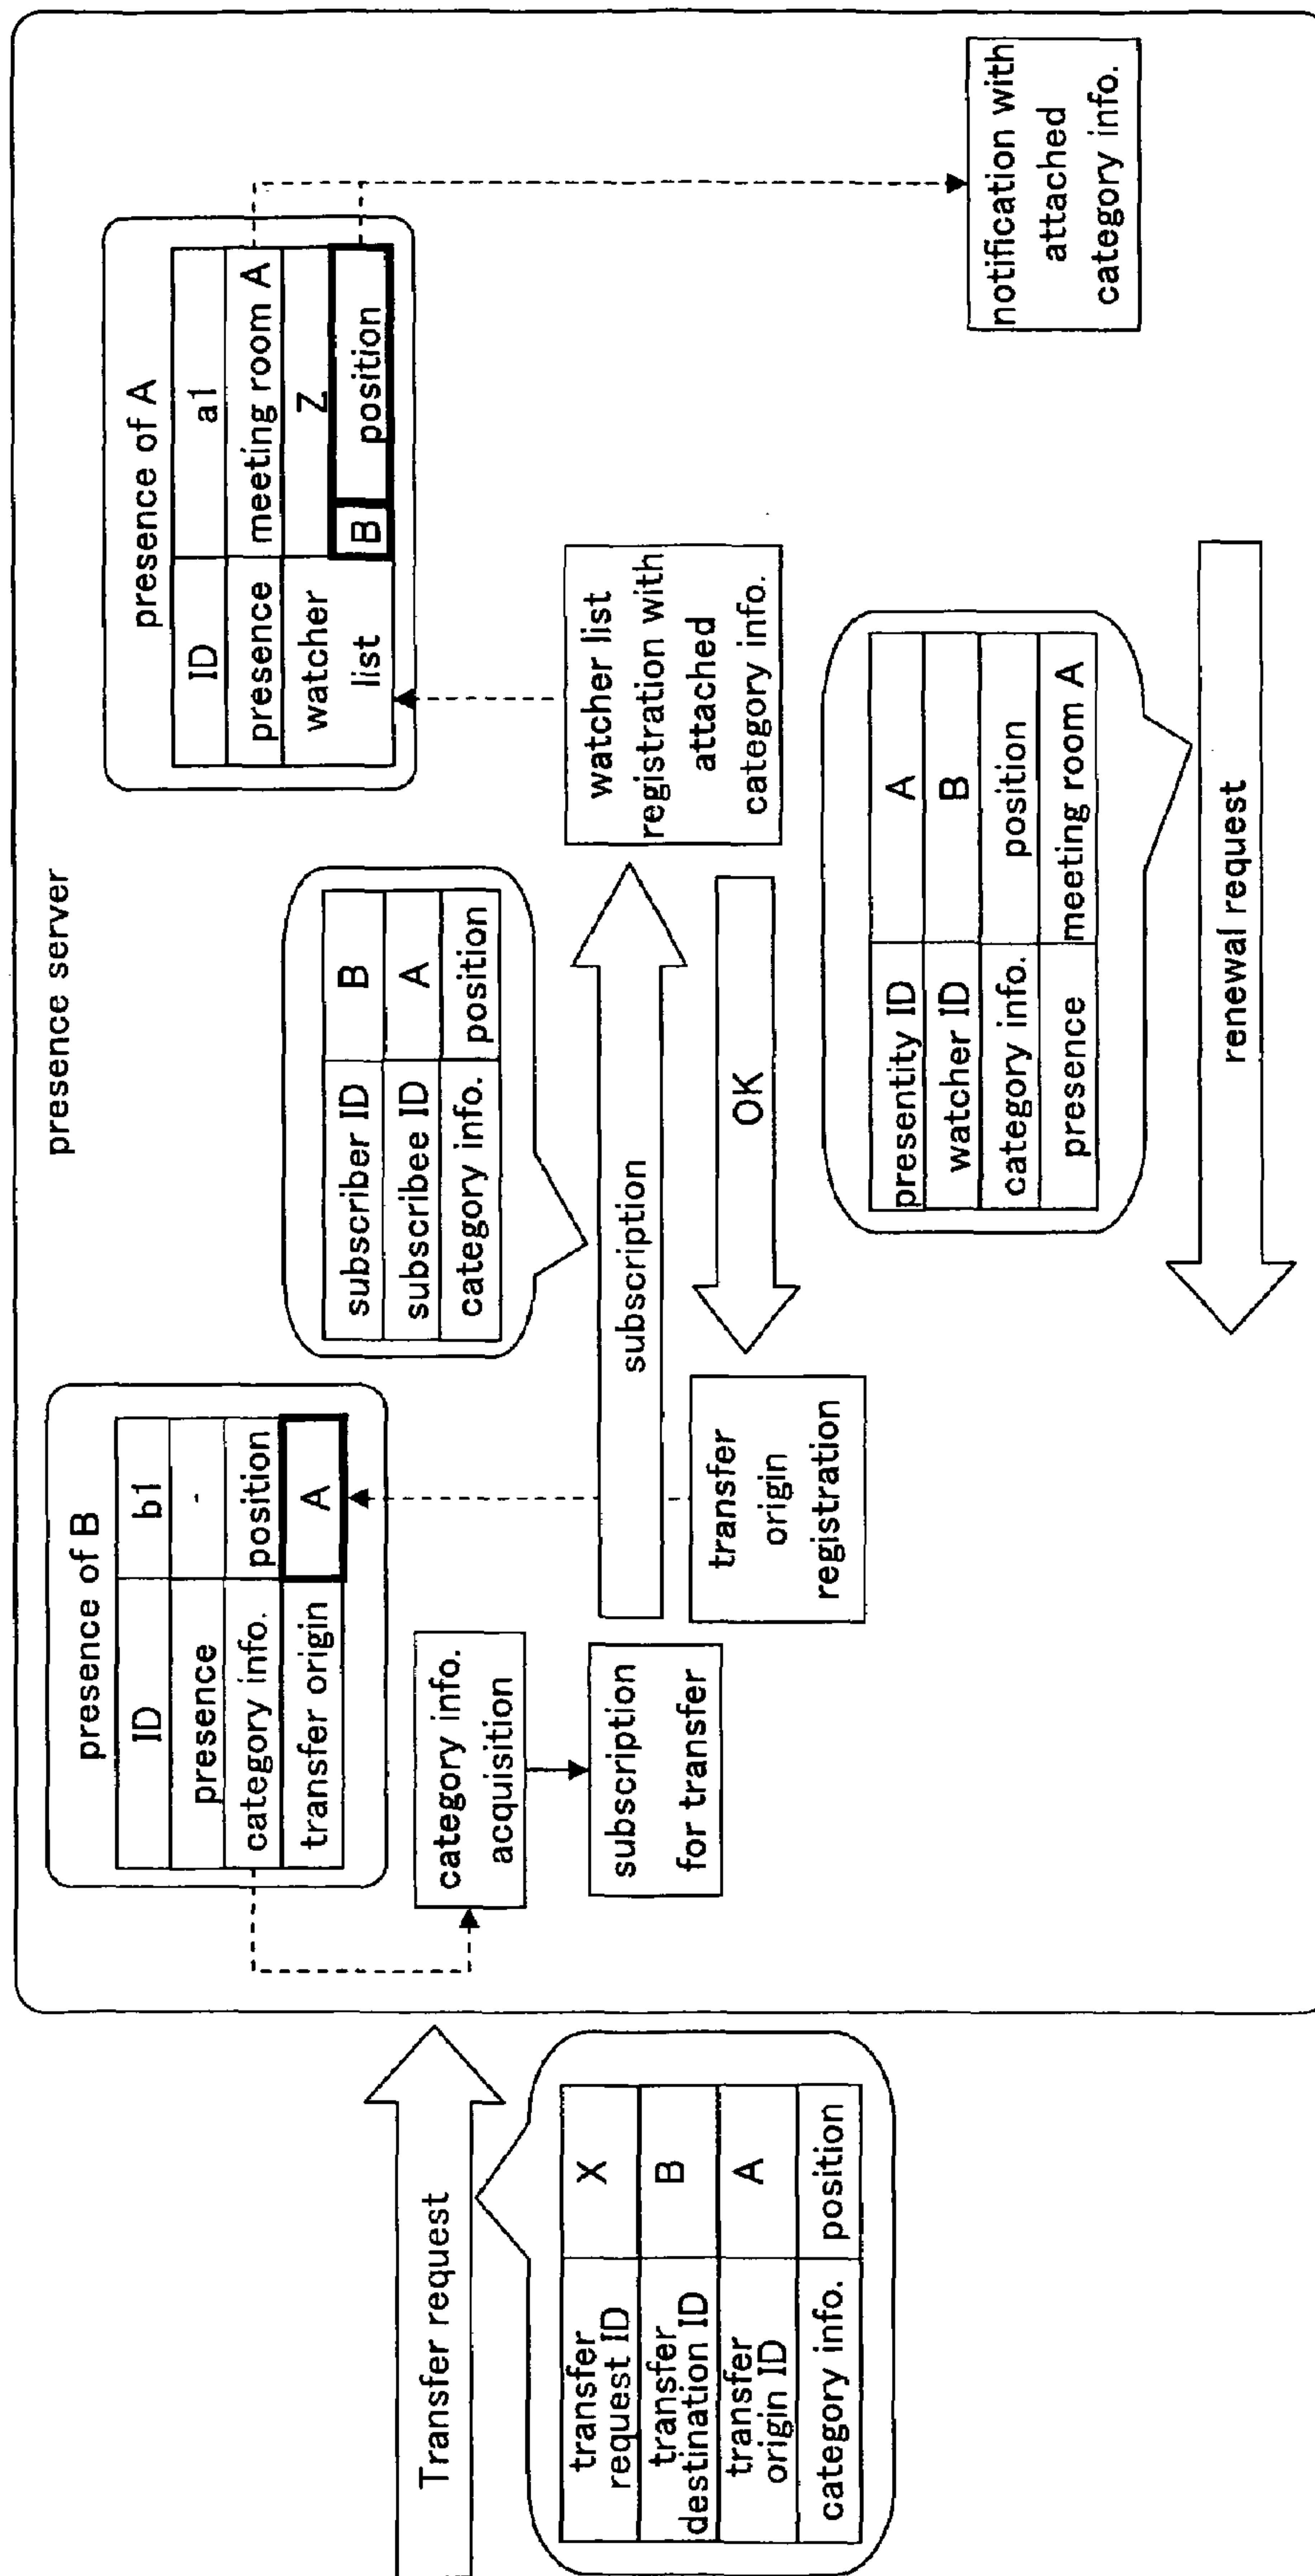 presence server
presence of B
ID b1
presence -
category info. position
transfer origin A
presence of A
ID a1
presence meeting room A
watcher list Z
B position
subscriber ID B
subscribee ID A
category info. position
Transfer request
transfer
request ID X
transfer
destination ID B
transfer
origin ID A
category info. position
category info.
acquisition
subscription
for transfer
subscription
watcher list
registration with
attached
category info.
OK
transfer
origin
registration
presentity ID A
watcher ID B
category info. position
presence meeting room A
renewal request
notification with
attached
category info.